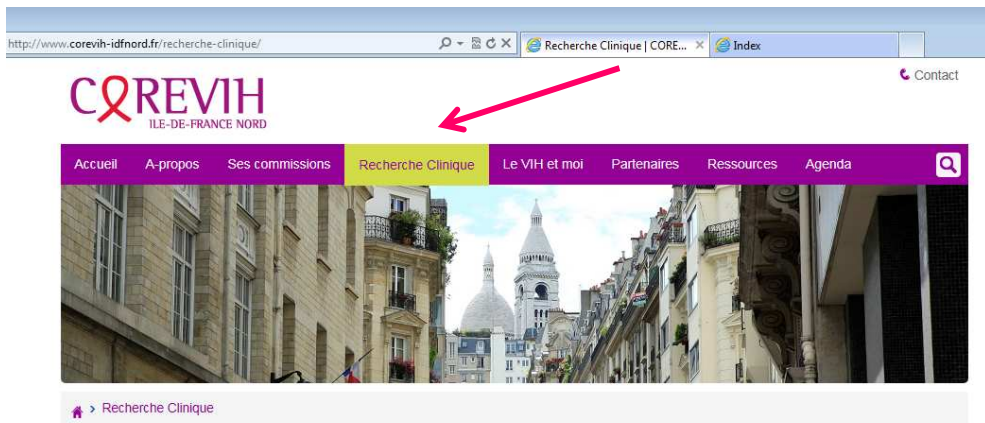 http://www.corevih-idfnord.fr/recherche-clinique/
Recherche Clinique | CORE...
Index
Contact
COREVIH
ILE-DE-FRANCE NORD
Accueil A-propos Ses commissions Recherche Clinique Le VIH et moi Partenaires Ressources Agenda
> Recherche Clinique